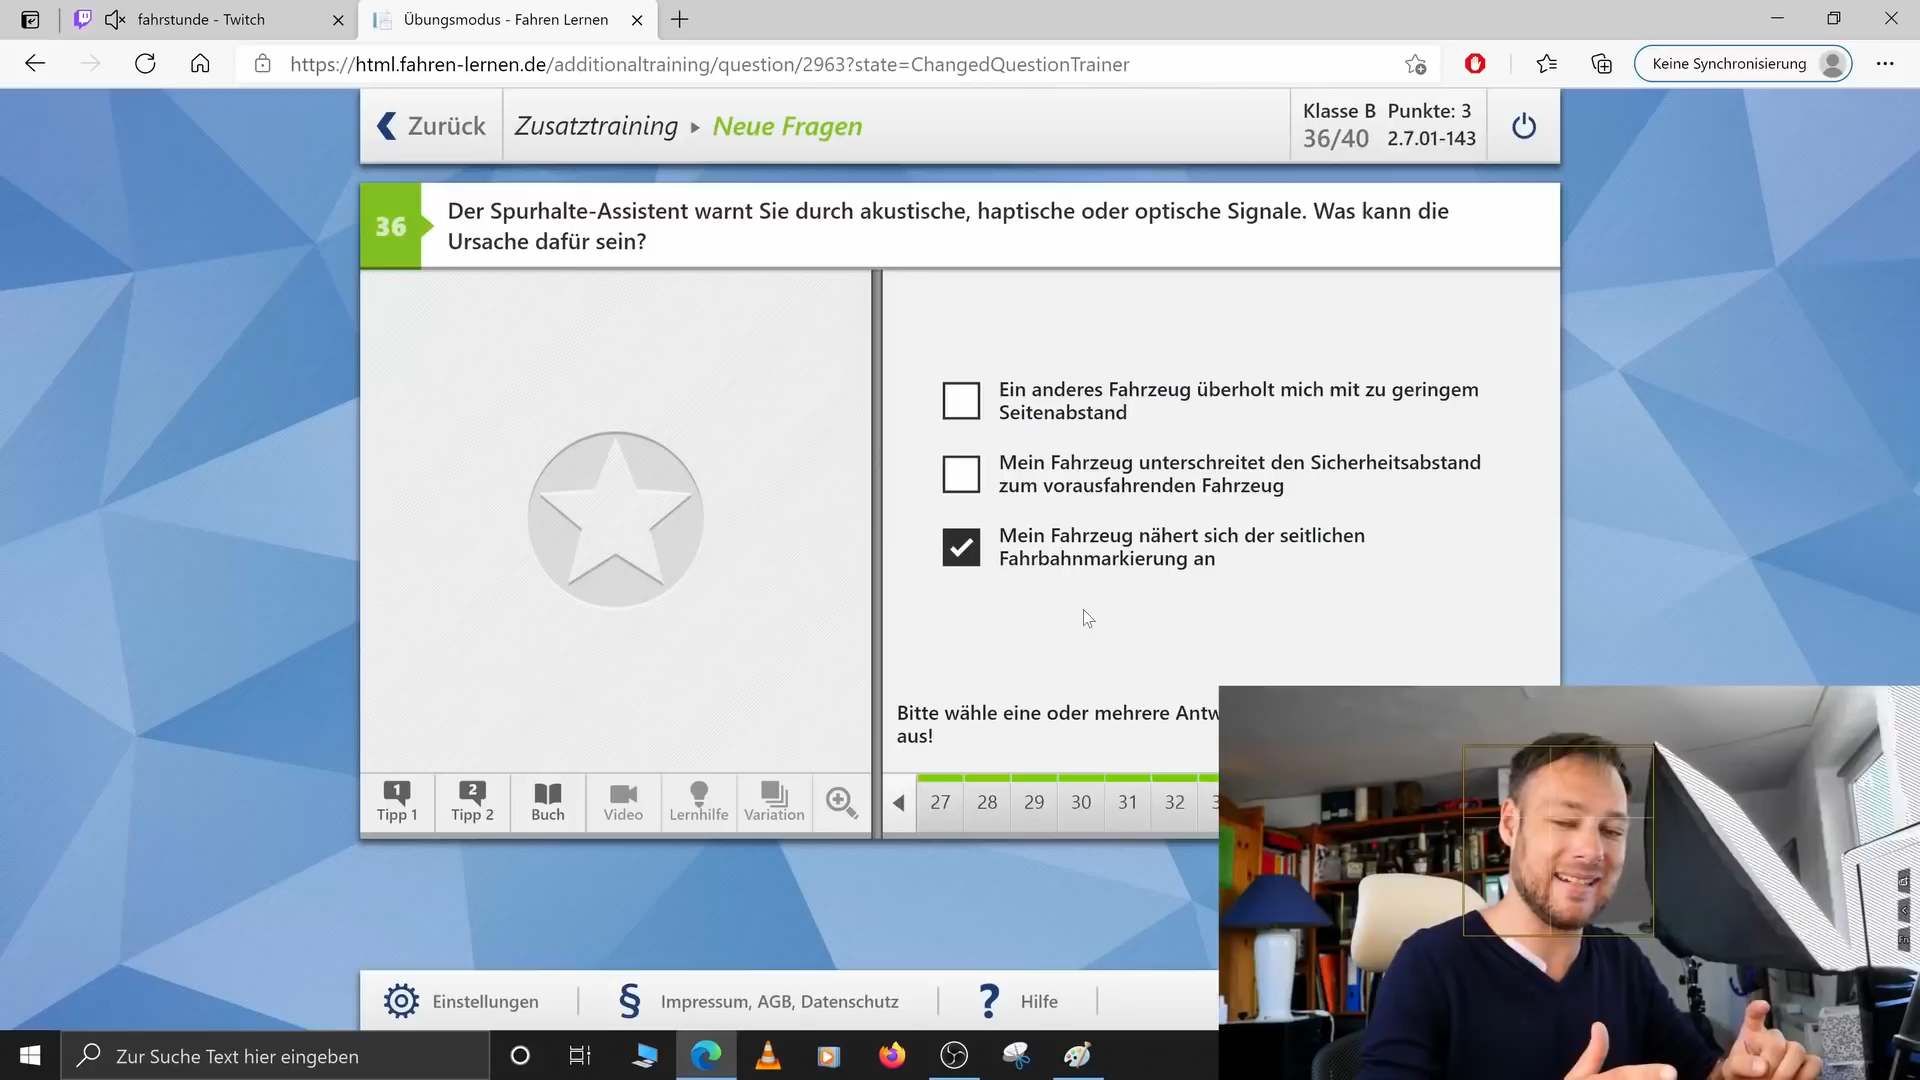 fahrstunde - Twitch
Übungsmodus - Fahren Lernen
https://html.fahren-lernen.de/additionaltraining/question/2963?state=ChangedQuestionTrainer
Keine Synchronisierung
Zurück
Zusatztraining ▸ Neue Fragen
Klasse B Punkte: 3
36/40 2.7.01-143
36
Der Spurhalte-Assistent warnt Sie durch akustische, haptische oder optische Signale. Was kann die
Ursache dafür sein?
Ein anderes Fahrzeug überholt mich mit zu geringem
Seitenabstand
Mein Fahrzeug unterschreitet den Sicherheitsabstand
zum vorausfahrenden Fahrzeug
Mein Fahrzeug nähert sich der seitlichen
Fahrbahnmarkierung an
Bitte wähle eine oder mehrere Antw
aus!
1
Tipp 1
2
Tipp 2
Buch
Video
Lernhilfe
Variation
27 28 29 30 31 32
Einstellungen
§ Impressum, AGB, Datenschutz
? Hilfe
Zur Suche Text hier eingeben